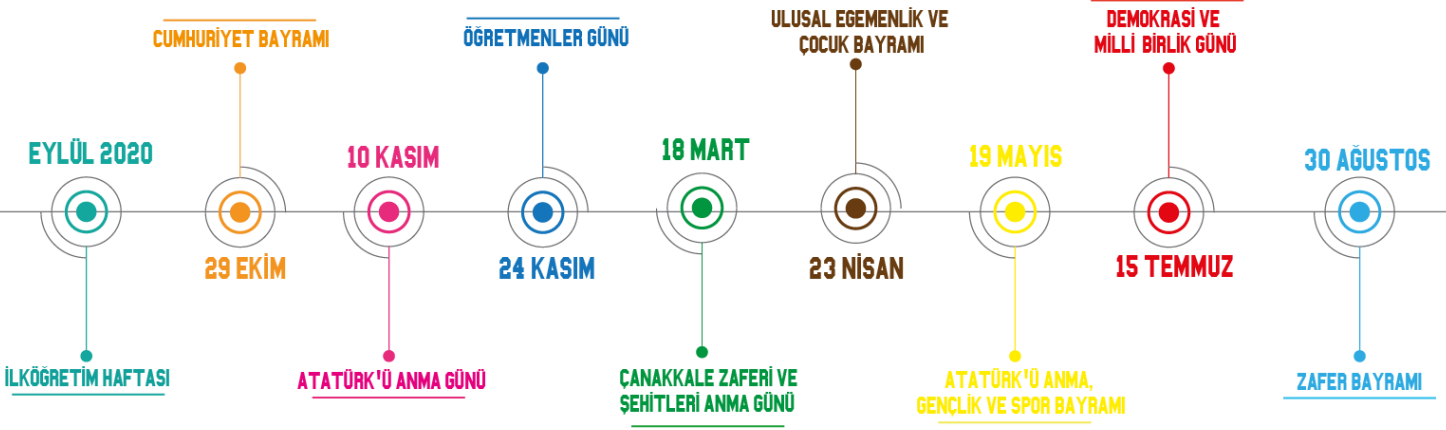 EYLÜL 2020
İLKÖĞRETİM HAFTASI
CUMHURİYET BAYRAMI
29 EKİM
10 KASIM
ATATÜRK'Ü ANMA GÜNÜ
ÖĞRETMENLER GÜNÜ
24 KASIM
18 MART
ÇANAKKALE ZAFERİ VE
ŞEHİTLERİ ANMA GÜNÜ
ULUSAL EGEMENLİK VE
ÇOCUK BAYRAMI
23 NİSAN
19 MAYIS
ATATÜRK'Ü ANMA,
GENÇLİK VE SPOR BAYRAMI
DEMOKRASİ VE
MİLLİ BİRLİK GÜNÜ
15 TEMMUZ
30 AĞUSTOS
ZAFER BAYRAMI